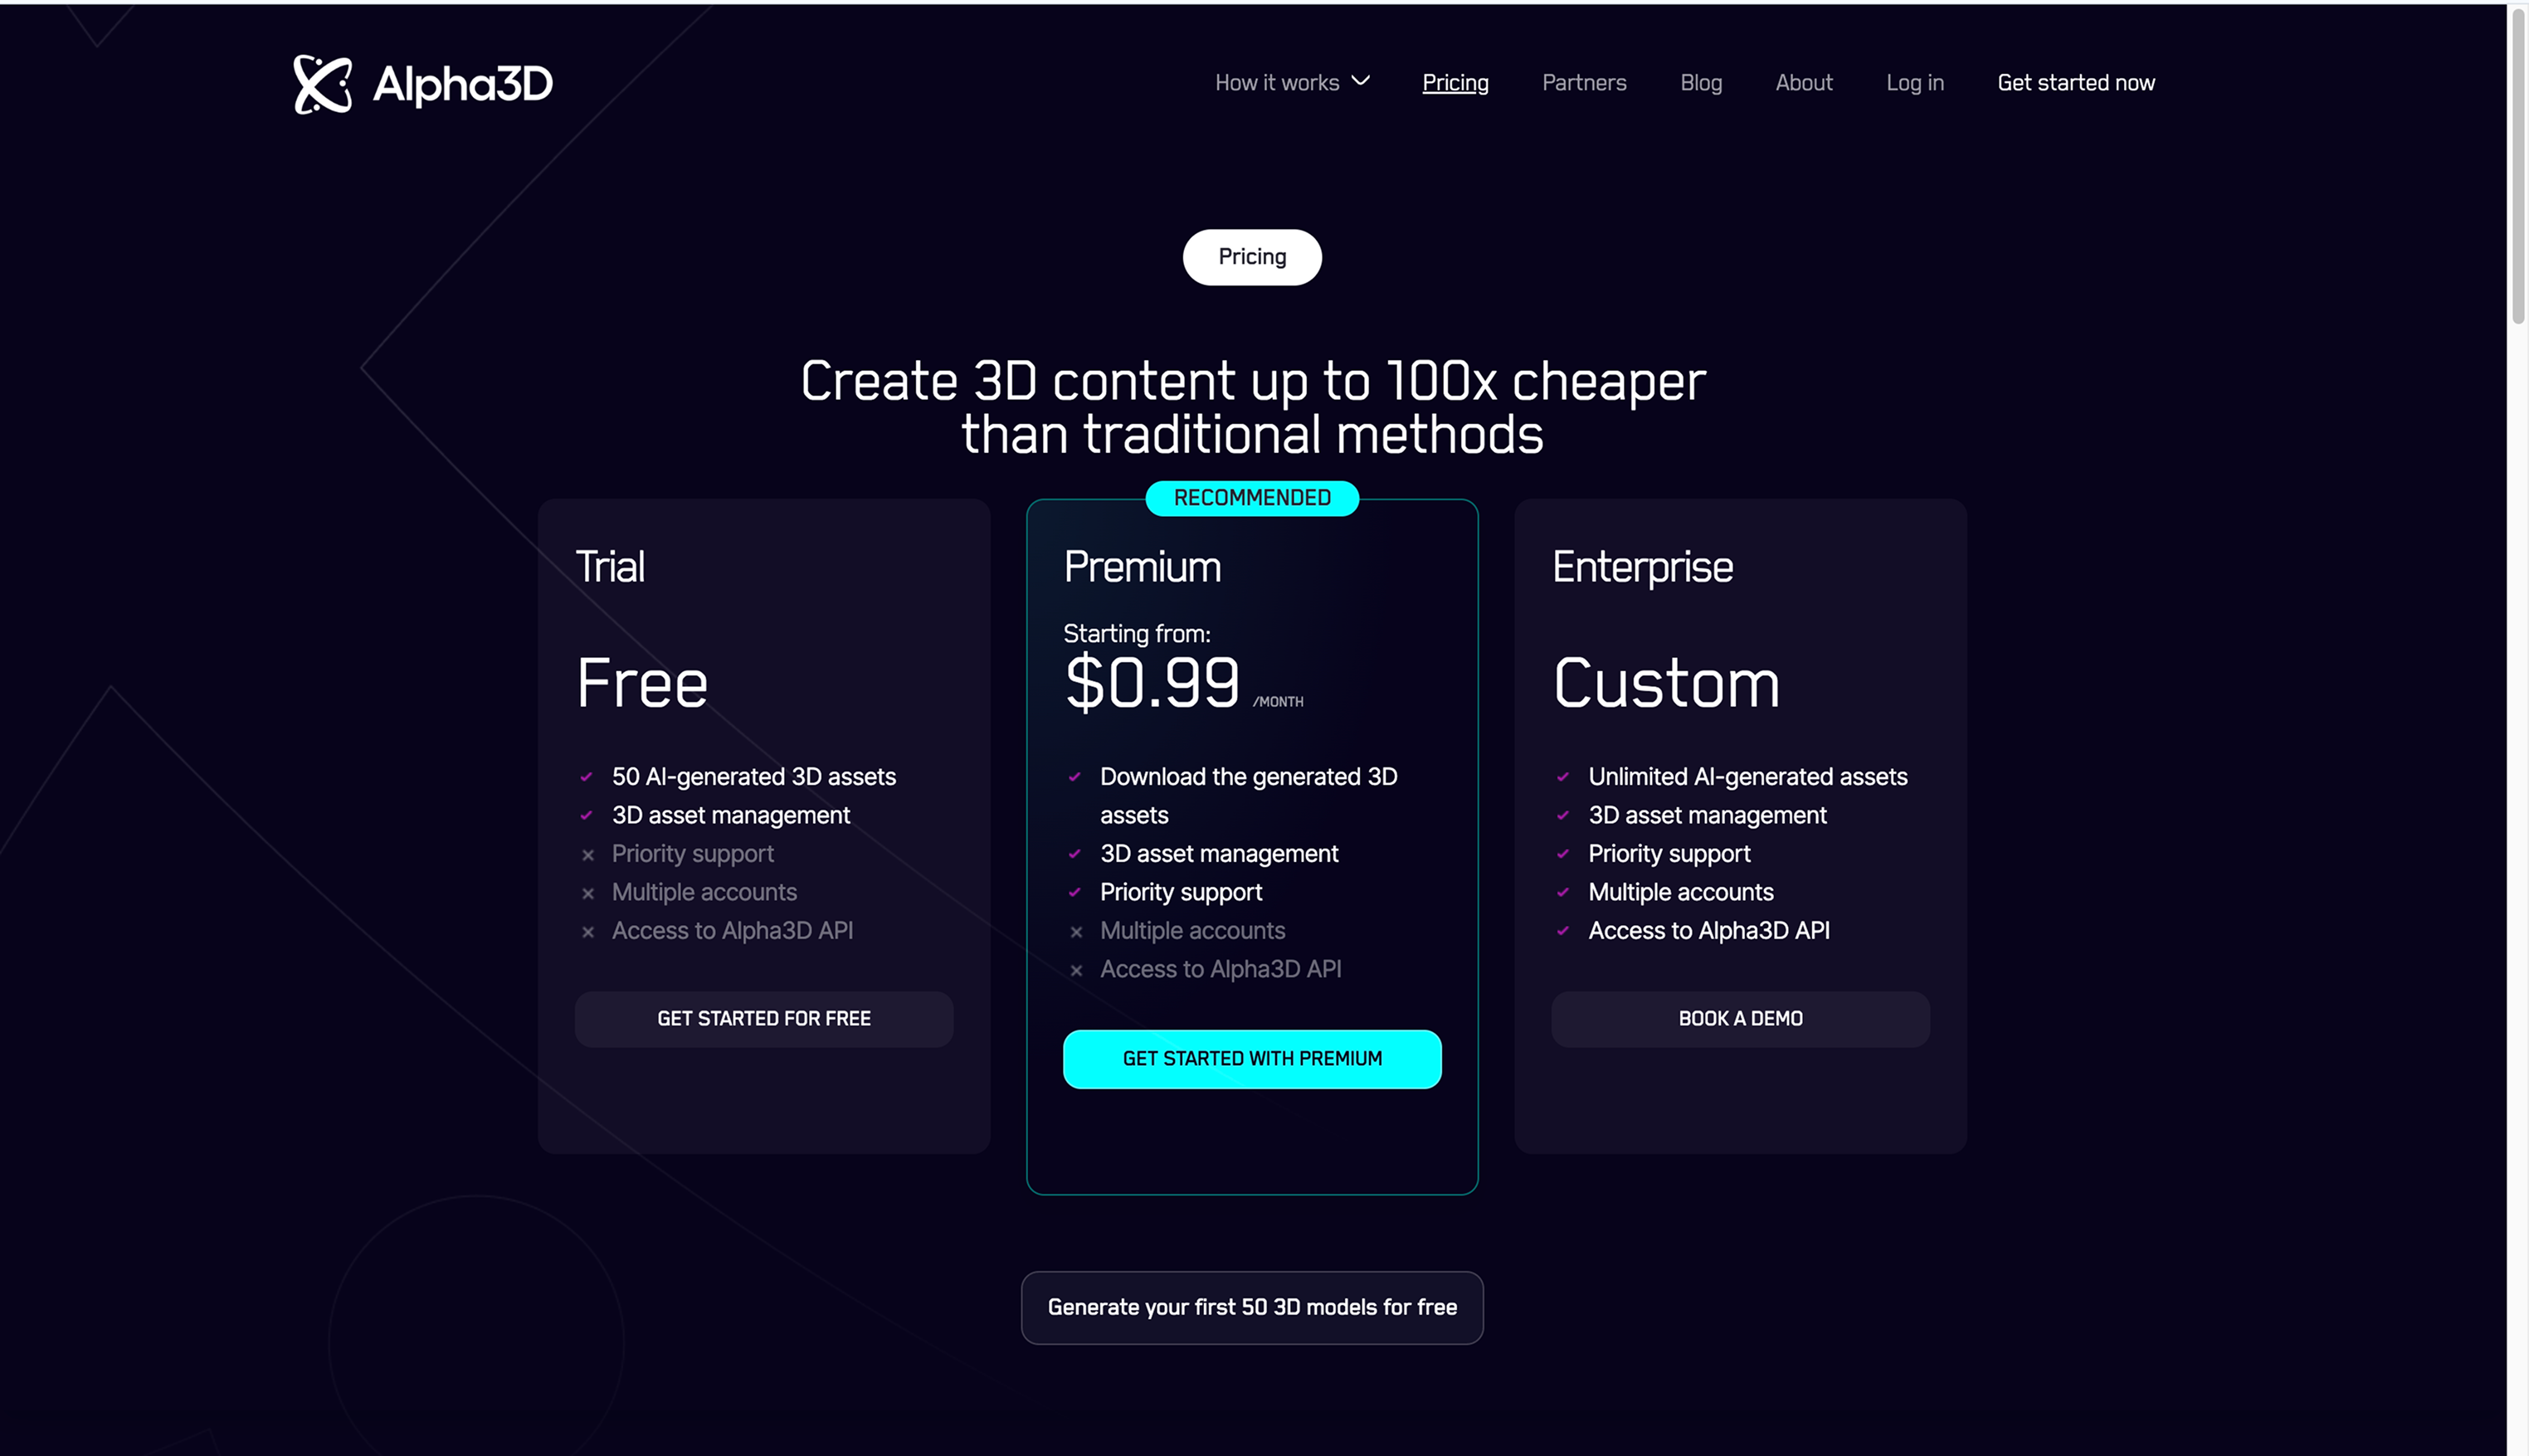 Alpha3D
How it works
Pricing
Partners
Blog
About
Log in
Get started now
Pricing
Create 3D content up to 100x cheaper
than traditional methods
Trial
Free
50 AI-generated 3D assets
3D asset management
Priority support
Multiple accounts
Access to Alpha3D API
GET STARTED FOR FREE
RECOMMENDED
Premium
Starting from:
$0.99 /MONTH
Download the generated 3D
assets
3D asset management
Priority support
Multiple accounts
Access to Alpha3D API
GET STARTED WITH PREMIUM
Enterprise
Custom
Unlimited AI-generated assets
3D asset management
Priority support
Multiple accounts
Access to Alpha3D API
BOOK A DEMO
Generate your first 50 3D models for free